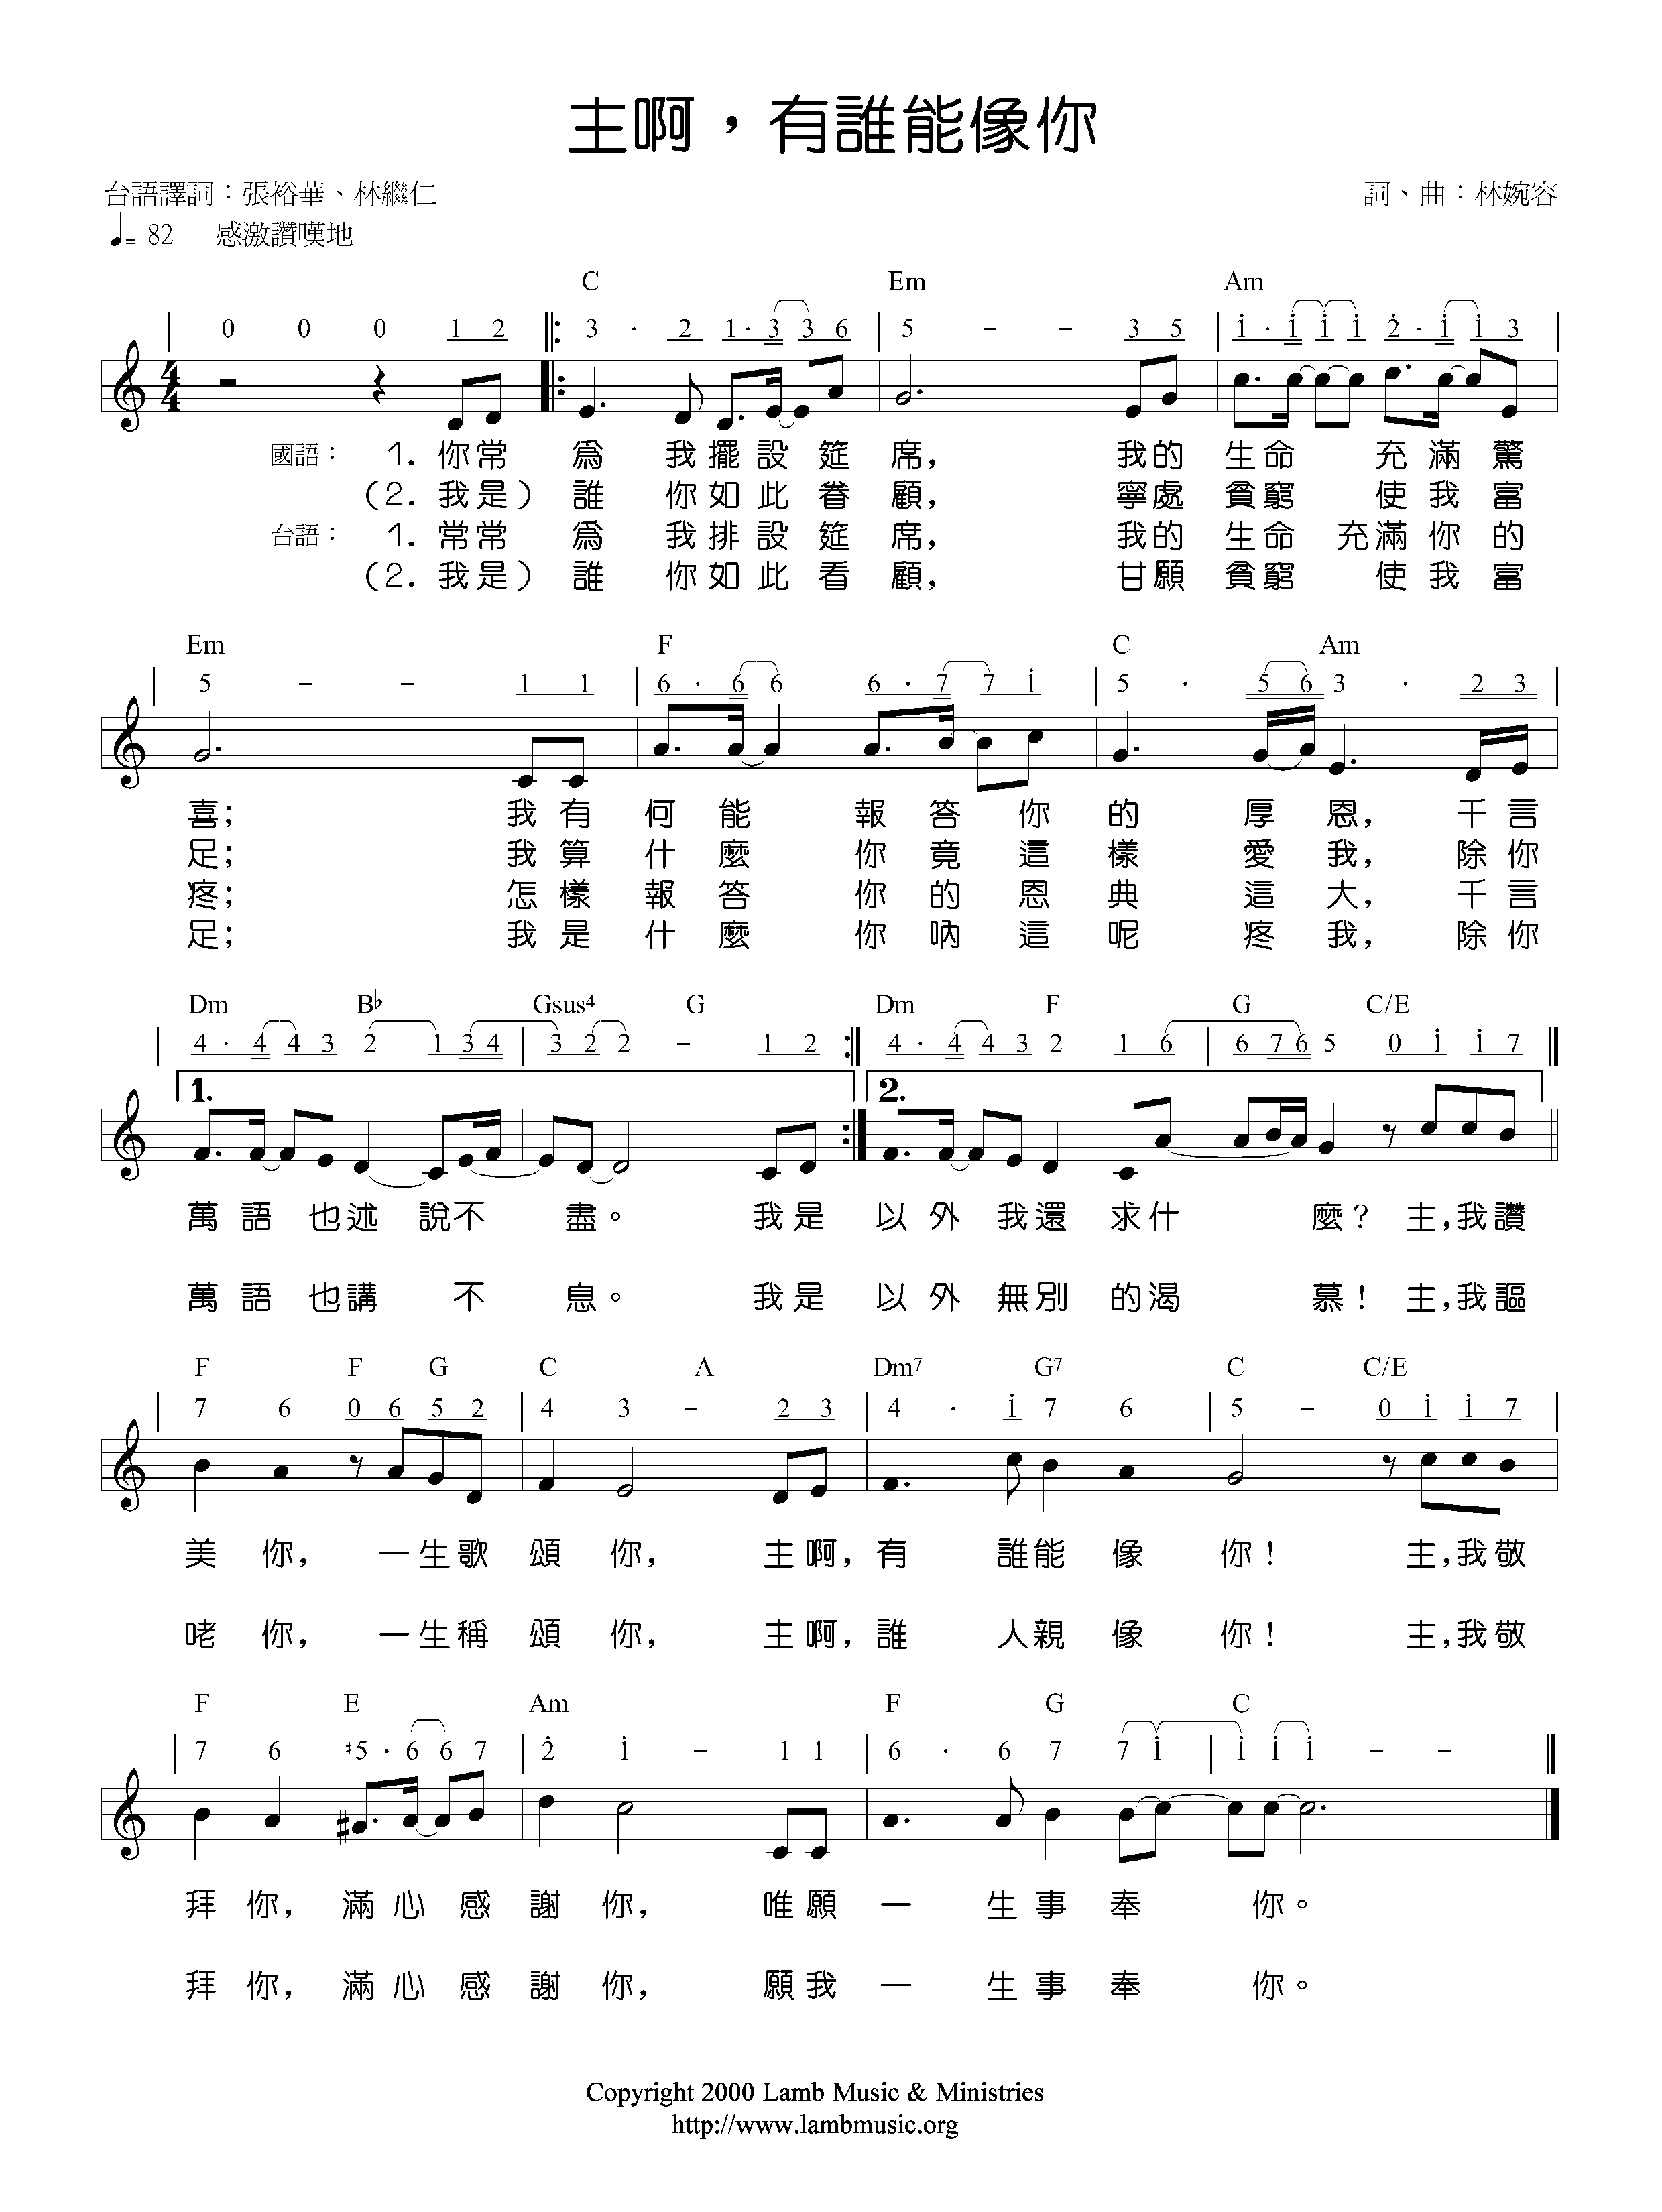 主啊，有誰能像你
台語譯詞：張裕華、林繼仁
詞、曲：林婉容
♩= 82 感激讚嘆地
C Em Am
0 0 0 1 2 3 · 2 1 · 3 3 6 5 - - 3 5 1 · 1 1 1 2 · 1 1 3
4 4
國語： 1. 你常 為 我擺設筵席， 我的生命 充滿驚
(2. 我是) 誰 你如此眷顧， 寧處貧窮 使我富
台語： 1. 常常 為 我排設筵席， 我的生命 充滿你的
(2. 我是) 誰 你如此看顧， 甘願貧窮 使我富
Em F C Am
5 - - 1 1 6 · 6 6 6 · 7 7 1 5 · 5 6 3 · 2 3
喜； 我有何能 報答你的 厚恩， 千言
足； 我算什麼 你竟這樣 愛我， 除你
疼； 怎樣報答 你的恩典 這大， 千言
足； 我是什麼 你吶這呢 疼我， 除你
Dm B♭ Gsus4 G Dm F G C/E
4 · 4 4 3 2 1 3 4 3 2 2 - 1 2 4 · 4 4 3 2 1 6 6 7 6 5 0 1 1 7
1. 2.
萬語也述說不 盡。 我是以外我還求什 麼？主，我讚
萬語也講 不 息。 我是以外無別的渴 慕！主，我謳
F F G C A Dm7 G7 C C/E
7 6 0 6 5 2 4 3 - 2 3 4 · 1 7 6 5 - 0 1 1 7
美你， 一生歌頌你， 主啊，有 誰能像 你！ 主，我敬
咾你， 一生稱頌你， 主啊，誰 人親像 你！ 主，我敬
F E Am F G C
7 6 #5 · 6 6 7 2 1 - 1 1 6 · 6 7 7 1 1 1 1 - -
拜你，滿心感謝你， 唯願一 生事奉 你。
拜你，滿心感謝你， 願我一 生事奉 你。
Copyright 2000 Lamb Music & Ministries
http://www.lambmusic.org